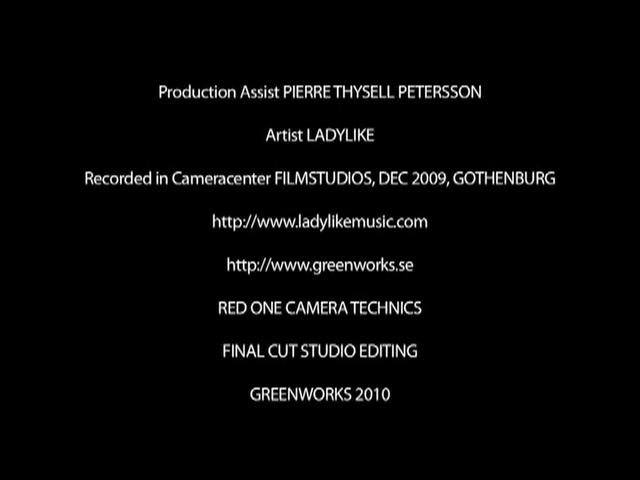 Production Assist PIERRE THYSELL PETERSSON
Artist LADYLIKE
Recorded in Cameracenter FILMSTUDIOS, DEC 2009, GOTHENBURG
http://www.ladylikemusic.com
http://www.greenworks.se
RED ONE CAMERA TECHNICS
FINAL CUT STUDIO EDITING
GREENWORKS 2010